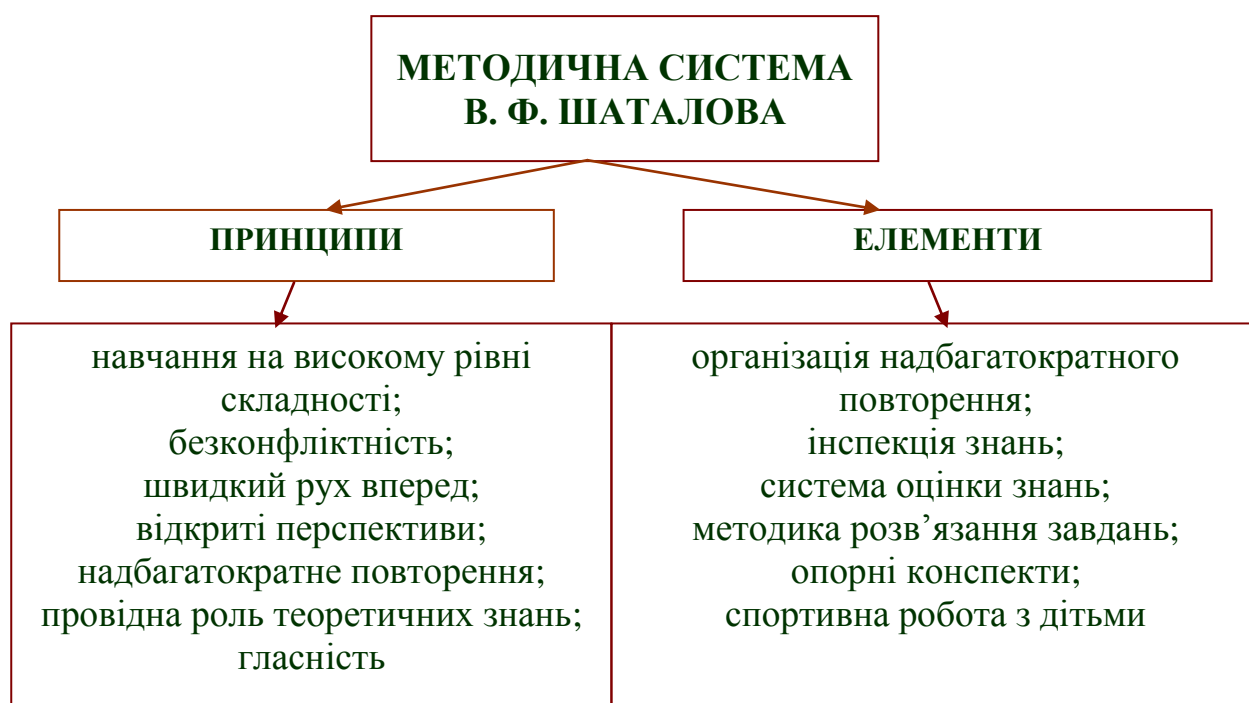 МЕТОДИЧНА СИСТЕМА
В. Ф. ШАТАЛОВА
ПРИНЦИПИ
ЕЛЕМЕНТИ
навчання на високому рівні
складності;
безконфліктність;
швидкий рух вперед;
відкриті перспективи;
надбагатократне повторення;
провідна роль теоретичних знань;
гласність
організація надбагатократного
повторення;
інспекція знань;
система оцінки знань;
методика розв’язання завдань;
опорні конспекти;
спортивна робота з дітьми